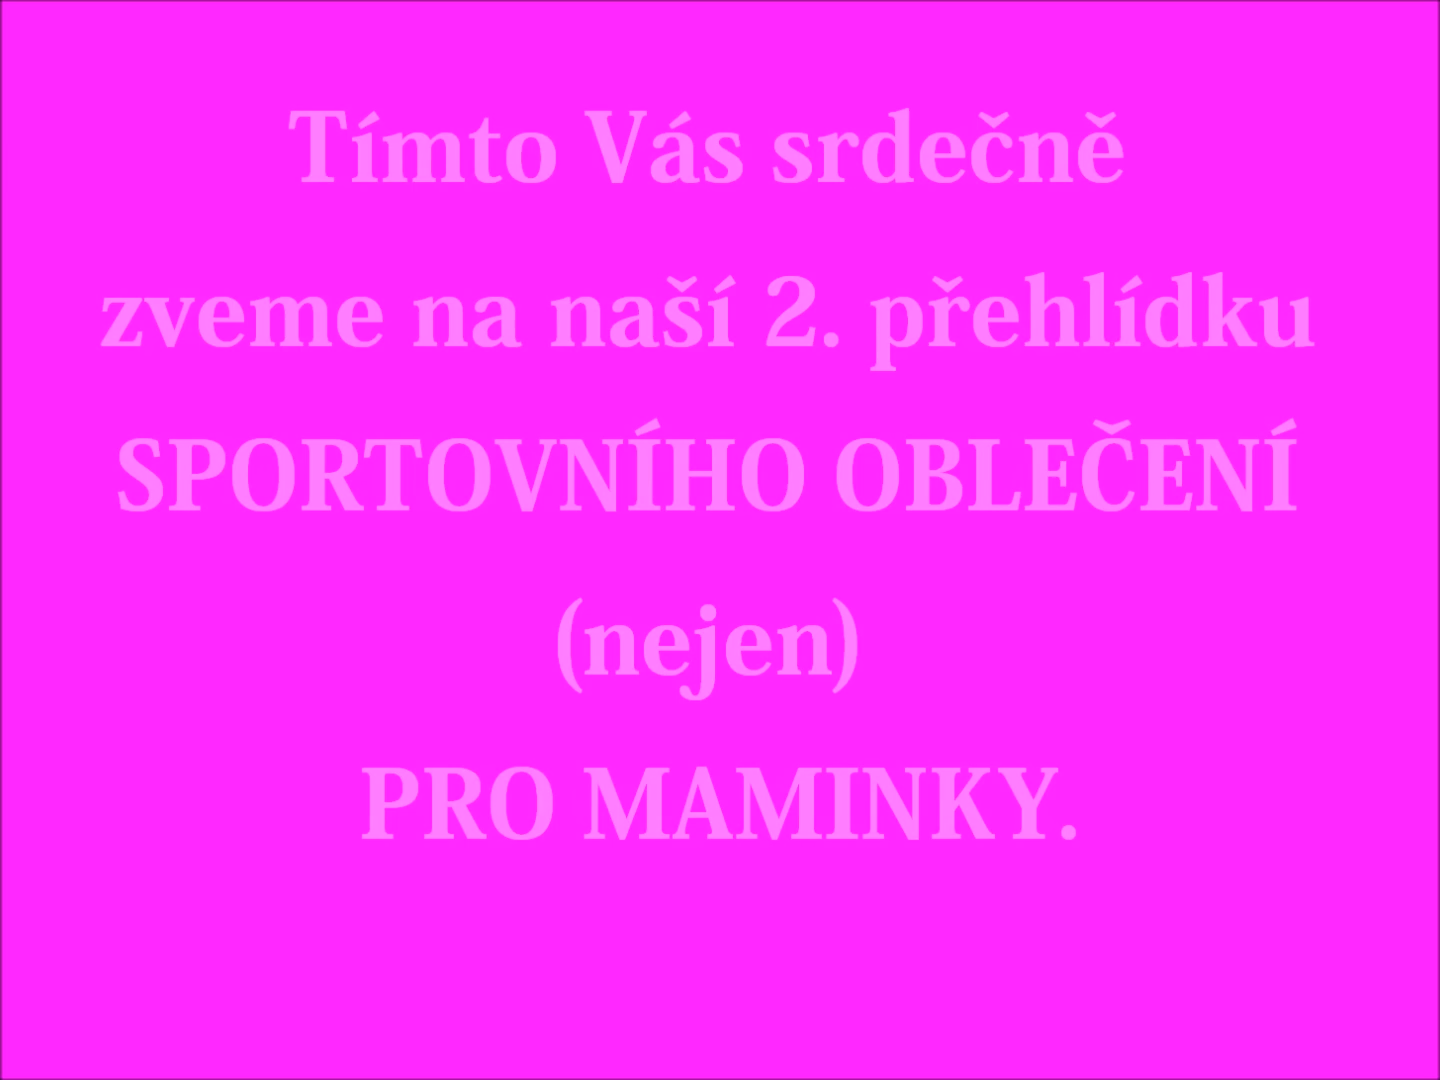 Tímto Vás srdečně
zveme na naší 2. přehlídku
SPORTOVNÍHO OBLEČENÍ
(nejen)
PRO MAMINKY.